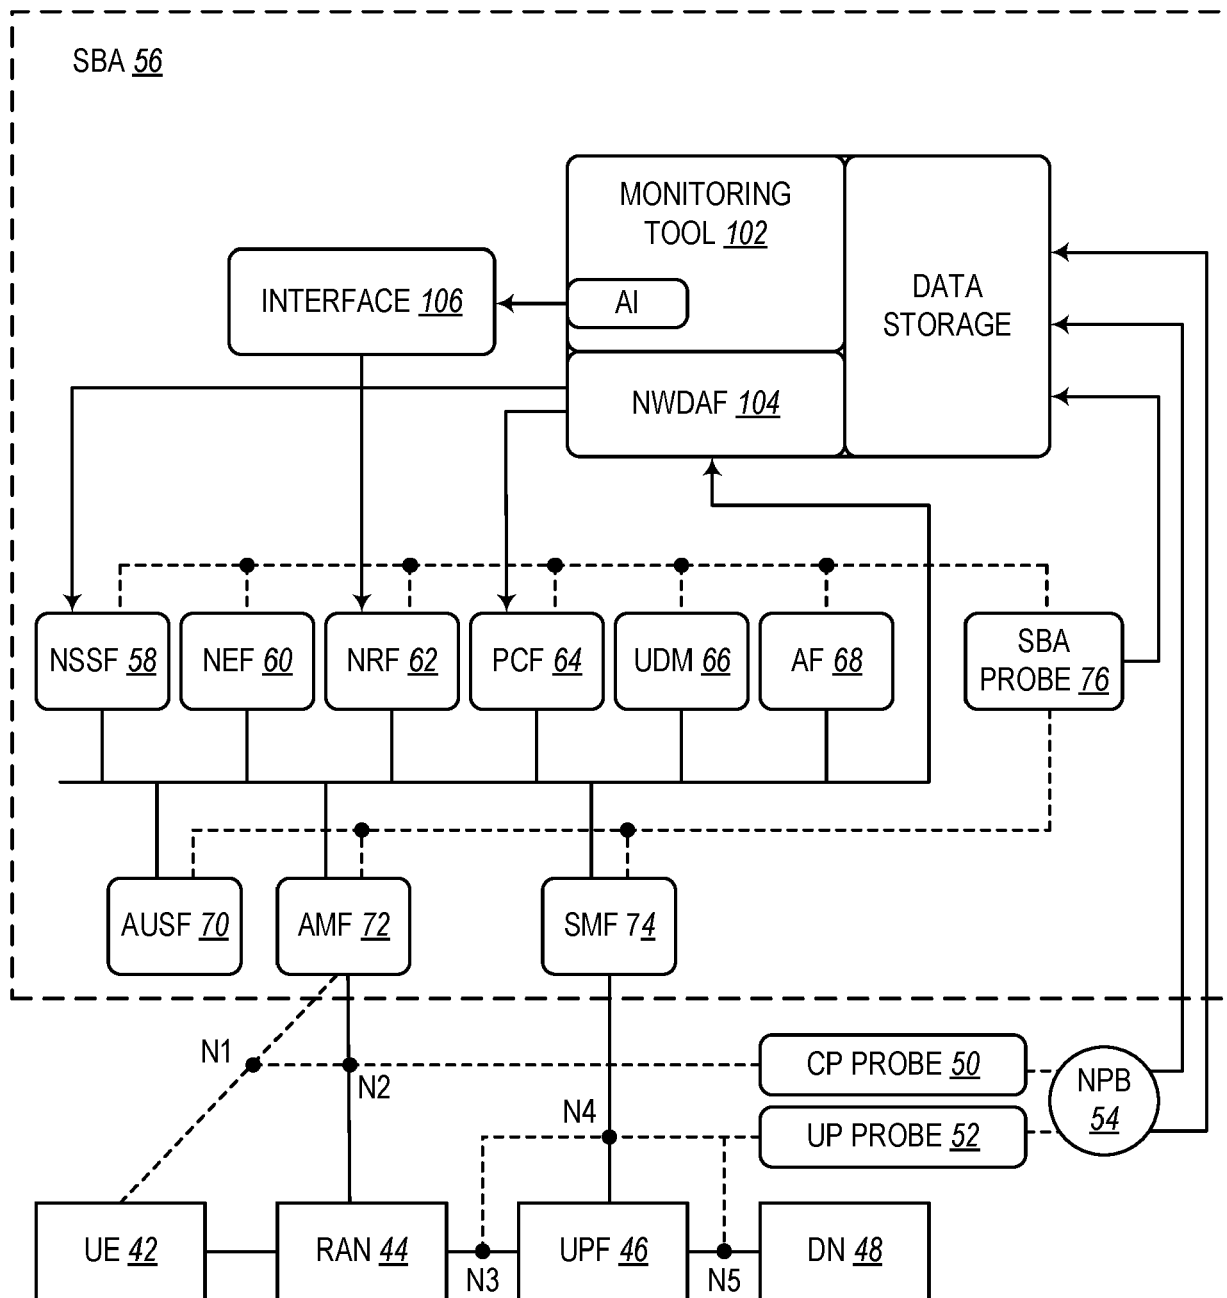 SBA 56
MONITORING
TOOL 102
DATA
STORAGE
AI
INTERFACE 106
NWDAF 104
NSSF 58
NEF 60
NRF 62
PCF 64
UDM 66
AF 68
SBA
PROBE 76
AUSF 70
AMF 72
SMF 74
N1
N2
CP PROBE 50
NPB
54
N4
UP PROBE 52
UE 42
RAN 44
N3
UPF 46
N5
DN 48